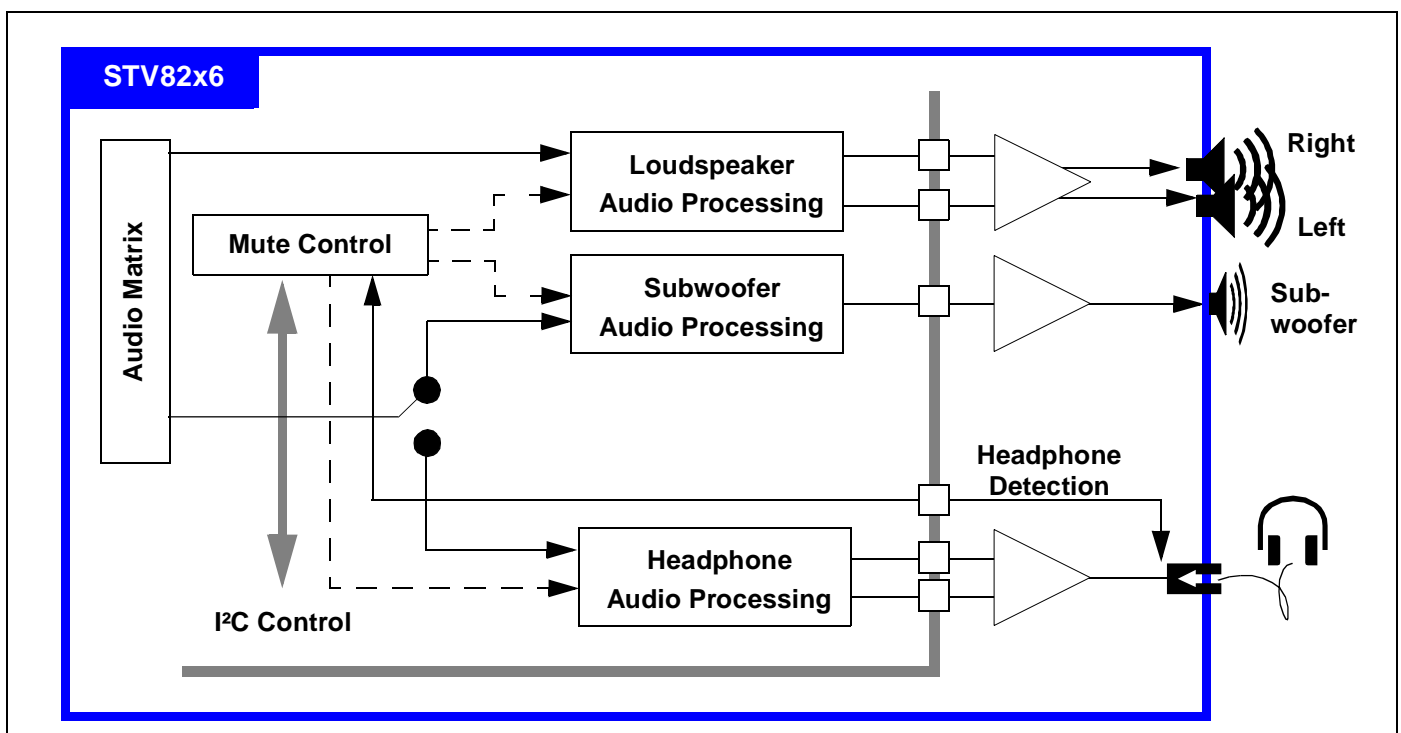 STV82x6
Audio Matrix
Mute Control
Loudspeaker
Audio Processing
Subwoofer
Audio Processing
Right
Left
Sub-
woofer
Headphone
Detection
Headphone
Audio Processing
I²C Control